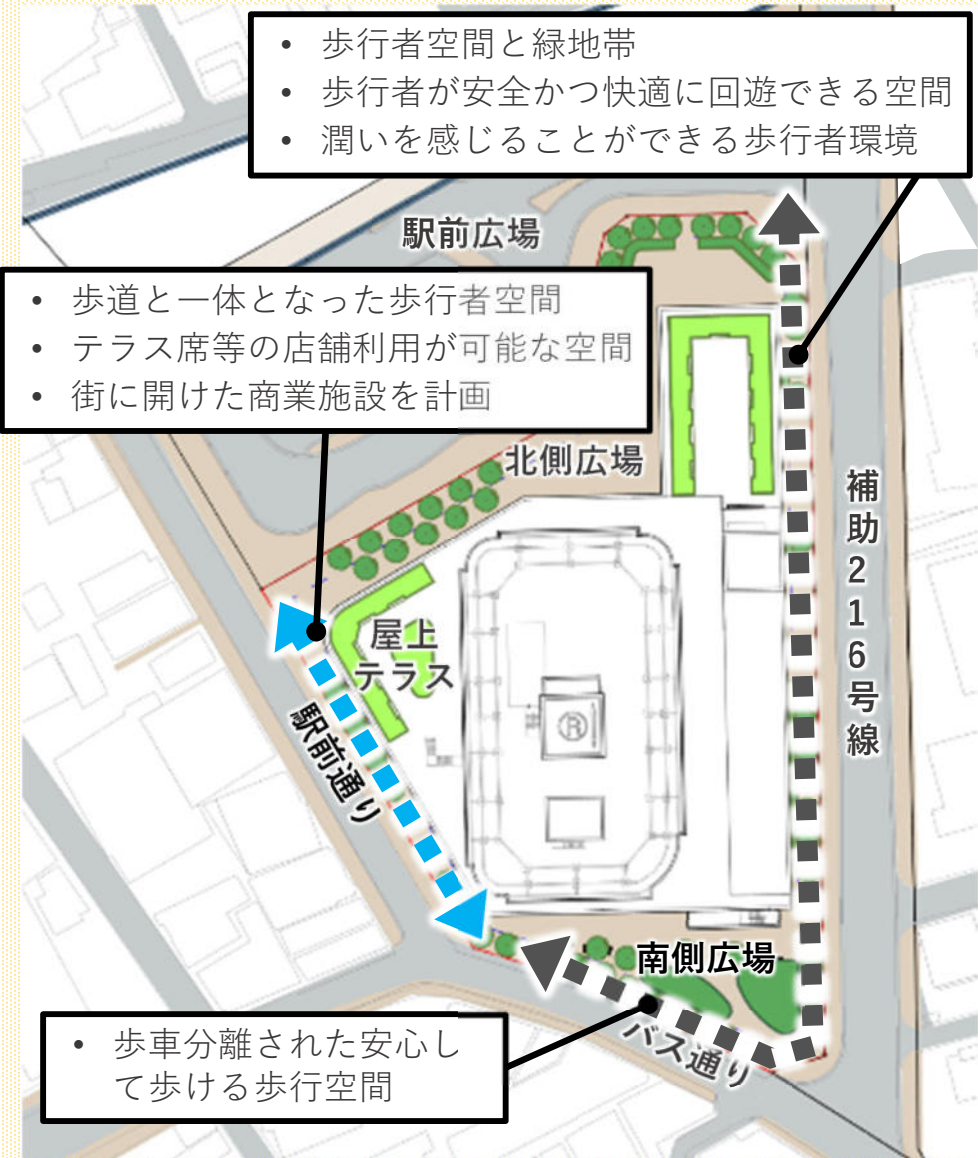 • 歩行者空間と緑地帯
• 歩行者が安全かつ快適に回遊できる空間
• 潤いを感じることができる歩行者環境
駅前広場
• 歩道と一体となった歩行者空間
• テラス席等の店舗利用が可能な空間
• 街に開けた商業施設を計画
北側広場
補助216号線
屋上
テラス
駅前通り
R
南側広場
バス通り
• 歩車分離された安心し
て歩ける歩行空間